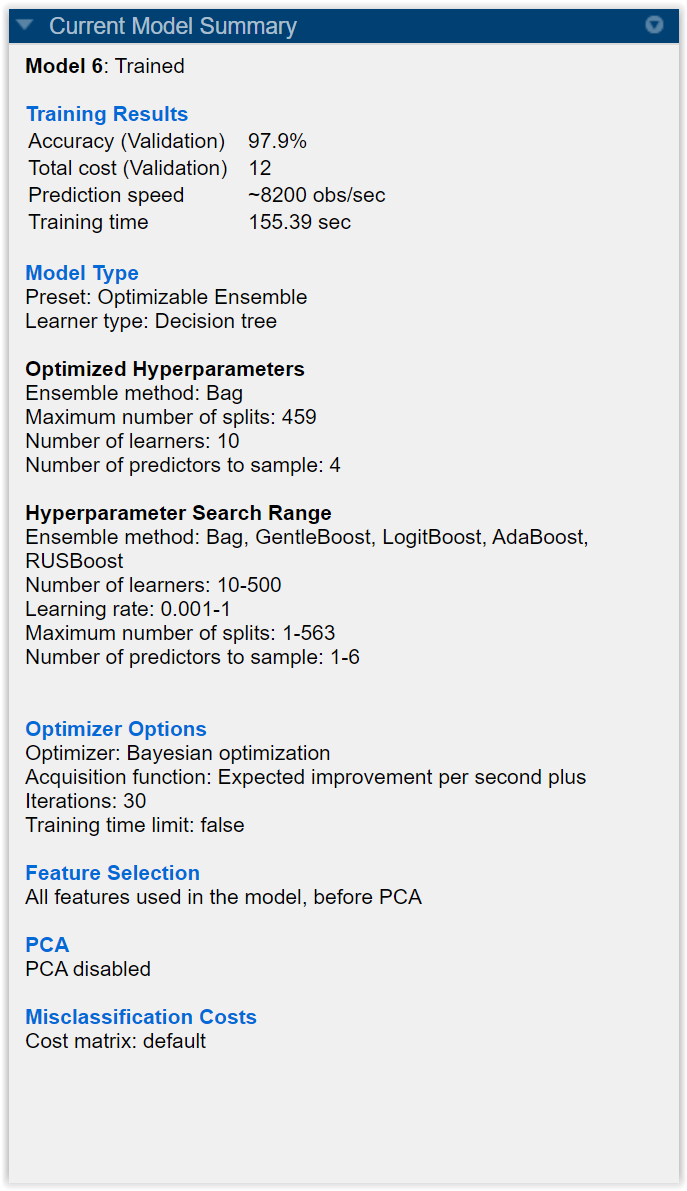 Current Model Summary
Model 6: Trained
Training Results
Accuracy (Validation) 97.9%
Total cost (Validation) 12
Prediction speed ~8200 obs/sec
Training time 155.39 sec
Model Type
Preset: Optimizable Ensemble
Learner type: Decision tree
Optimized Hyperparameters
Ensemble method: Bag
Maximum number of splits: 459
Number of learners: 10
Number of predictors to sample: 4
Hyperparameter Search Range
Ensemble method: Bag, GentleBoost, LogitBoost, AdaBoost,
RUSBoost
Number of learners: 10-500
Learning rate: 0.001-1
Maximum number of splits: 1-563
Number of predictors to sample: 1-6
Optimizer Options
Optimizer: Bayesian optimization
Acquisition function: Expected improvement per second plus
Iterations: 30
Training time limit: false
Feature Selection
All features used in the model, before PCA
PCA
PCA disabled
Misclassification Costs
Cost matrix: default